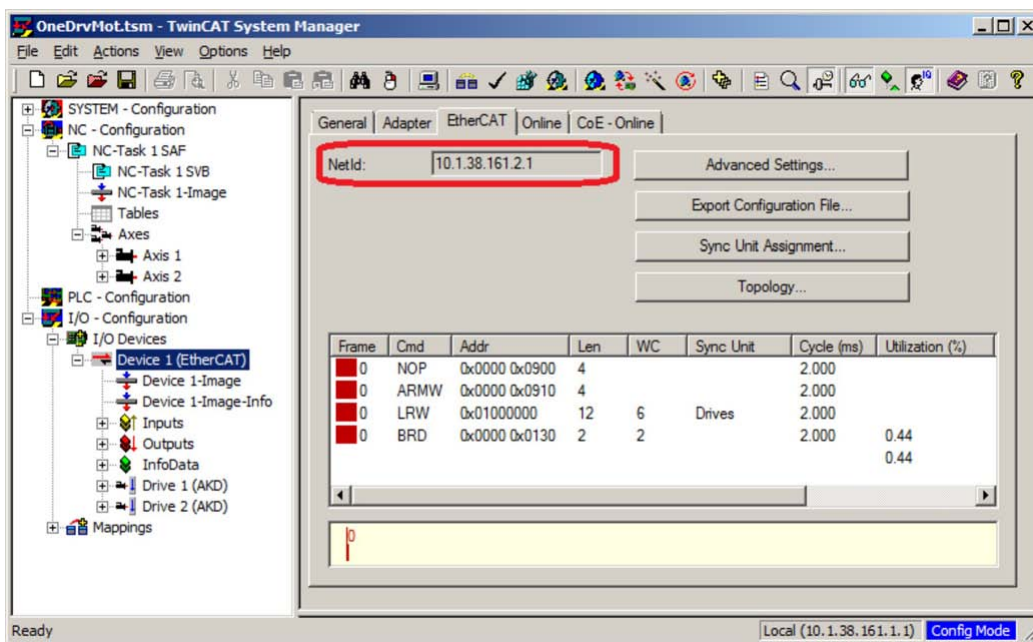 OneDrvMot.tsm - TwinCAT System Manager
File Edit Actions View Options Help
SYSTEM - Configuration
NC - Configuration
NC-Task 1 SAF
NC-Task 1 SVB
NC-Task 1-Image
Tables
Axes
Axis 1
Axis 2
PLC - Configuration
I/O - Configuration
I/O Devices
Device 1 (EtherCAT)
Device 1-Image
Device 1-Image-Info
Inputs
Outputs
InfoData
Drive 1 (AKD)
Drive 2 (AKD)
Mappings
General Adapter EtherCAT Online CoE - Online
NetId: 10.1.38.161.2.1
Advanced Settings...
Export Configuration File...
Sync Unit Assignment...
Topology...
Frame Cmd Addr Len WC Sync Unit Cycle (ms) Utilization (%)
0 NOP 0x0000 0x0900 4 2.000
0 ARMW 0x0000 0x0910 4 2.000
0 LRW 0x01000000 12 6 Drives 2.000
0 BRD 0x0000 0x0130 2 2 2.000 0.44
0.44
0
Ready Local (10.1.38.161.1.1) Config Mode